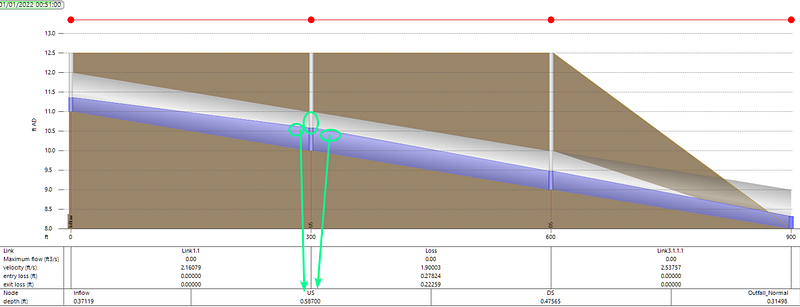 01/01/2022 00:51:00
13.0
12.5
12.0
11.5
11.0
ft AD
10.5
10.0
9.5
9.0
8.5
8.0
ft 0 300 600 900
Link Link1.1 Loss Link3.1.1.1
Maximum flow (ft3/s) 0.00 0.00 0.00
velocity (ft/s) 2.16079 1.90003 2.53757
entry loss (ft) 0.00000 0.27824 0.00000
exit loss (ft) 0.00000 0.22259 0.00000
Node Inflow US DS Outfall_Normal
depth (ft) 0.37119 0.58700 0.47565 0.31498